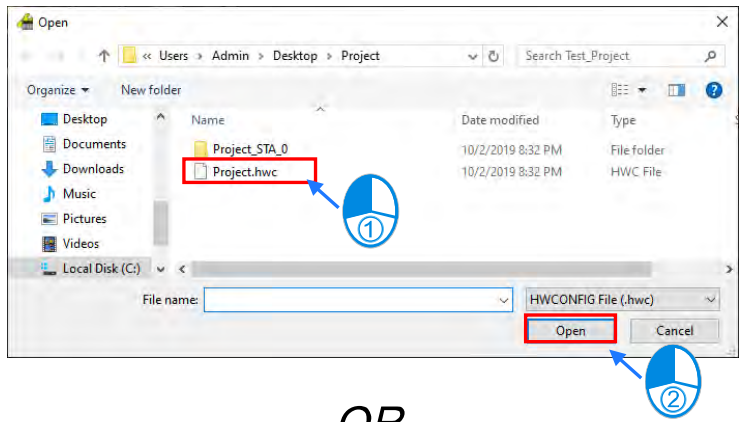 Open
« Users > Admin > Desktop > Project
Search Test_Project
Organize
New folder
Name
Date modified
Type
Desktop
Documents
Downloads
Music
Pictures
Videos
Local Disk (C:)
Project_STA_0
10/2/2019 8:32 PM
File folder
Project.hwc
10/2/2019 8:32 PM
HWC File
1
File name:
HWCONFIG File (.hwc)
Open
Cancel
2
OR